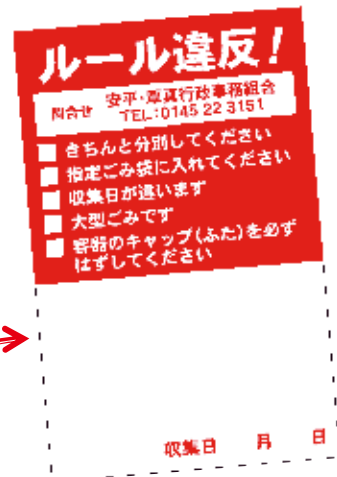 ルール違反!
問合せ 安平・厚真行政事務組合
TEL:0145 22 3151
きちんと分別してください
指定ごみ袋に入れてください
収集日が違います
大型ごみです
容器のキャップ(ふた)を必ず
はずしてください
収集日 月 日